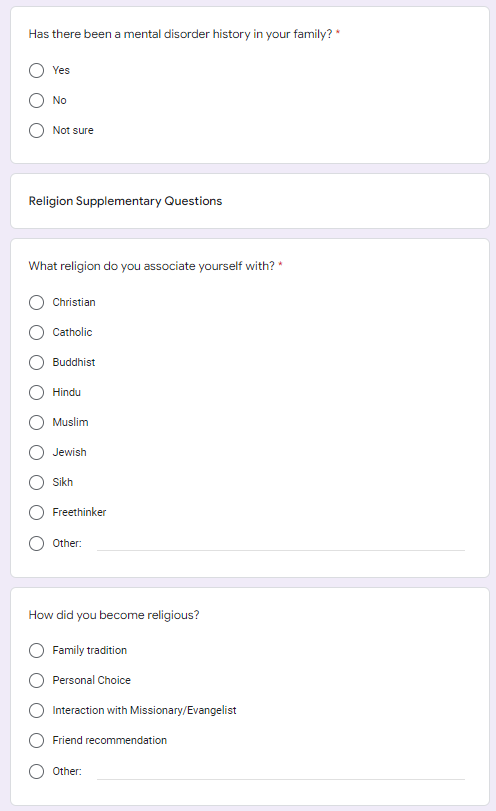 Has there been a mental disorder history in your family? *
Yes
No
Not sure
Religion Supplementary Questions
What religion do you associate yourself with? *
Christian
Catholic
Buddhist
Hindu
Muslim
Jewish
Sikh
Freethinker
Other:
How did you become religious?
Family tradition
Personal Choice
Interaction with Missionary/Evangelist
Friend recommendation
Other: